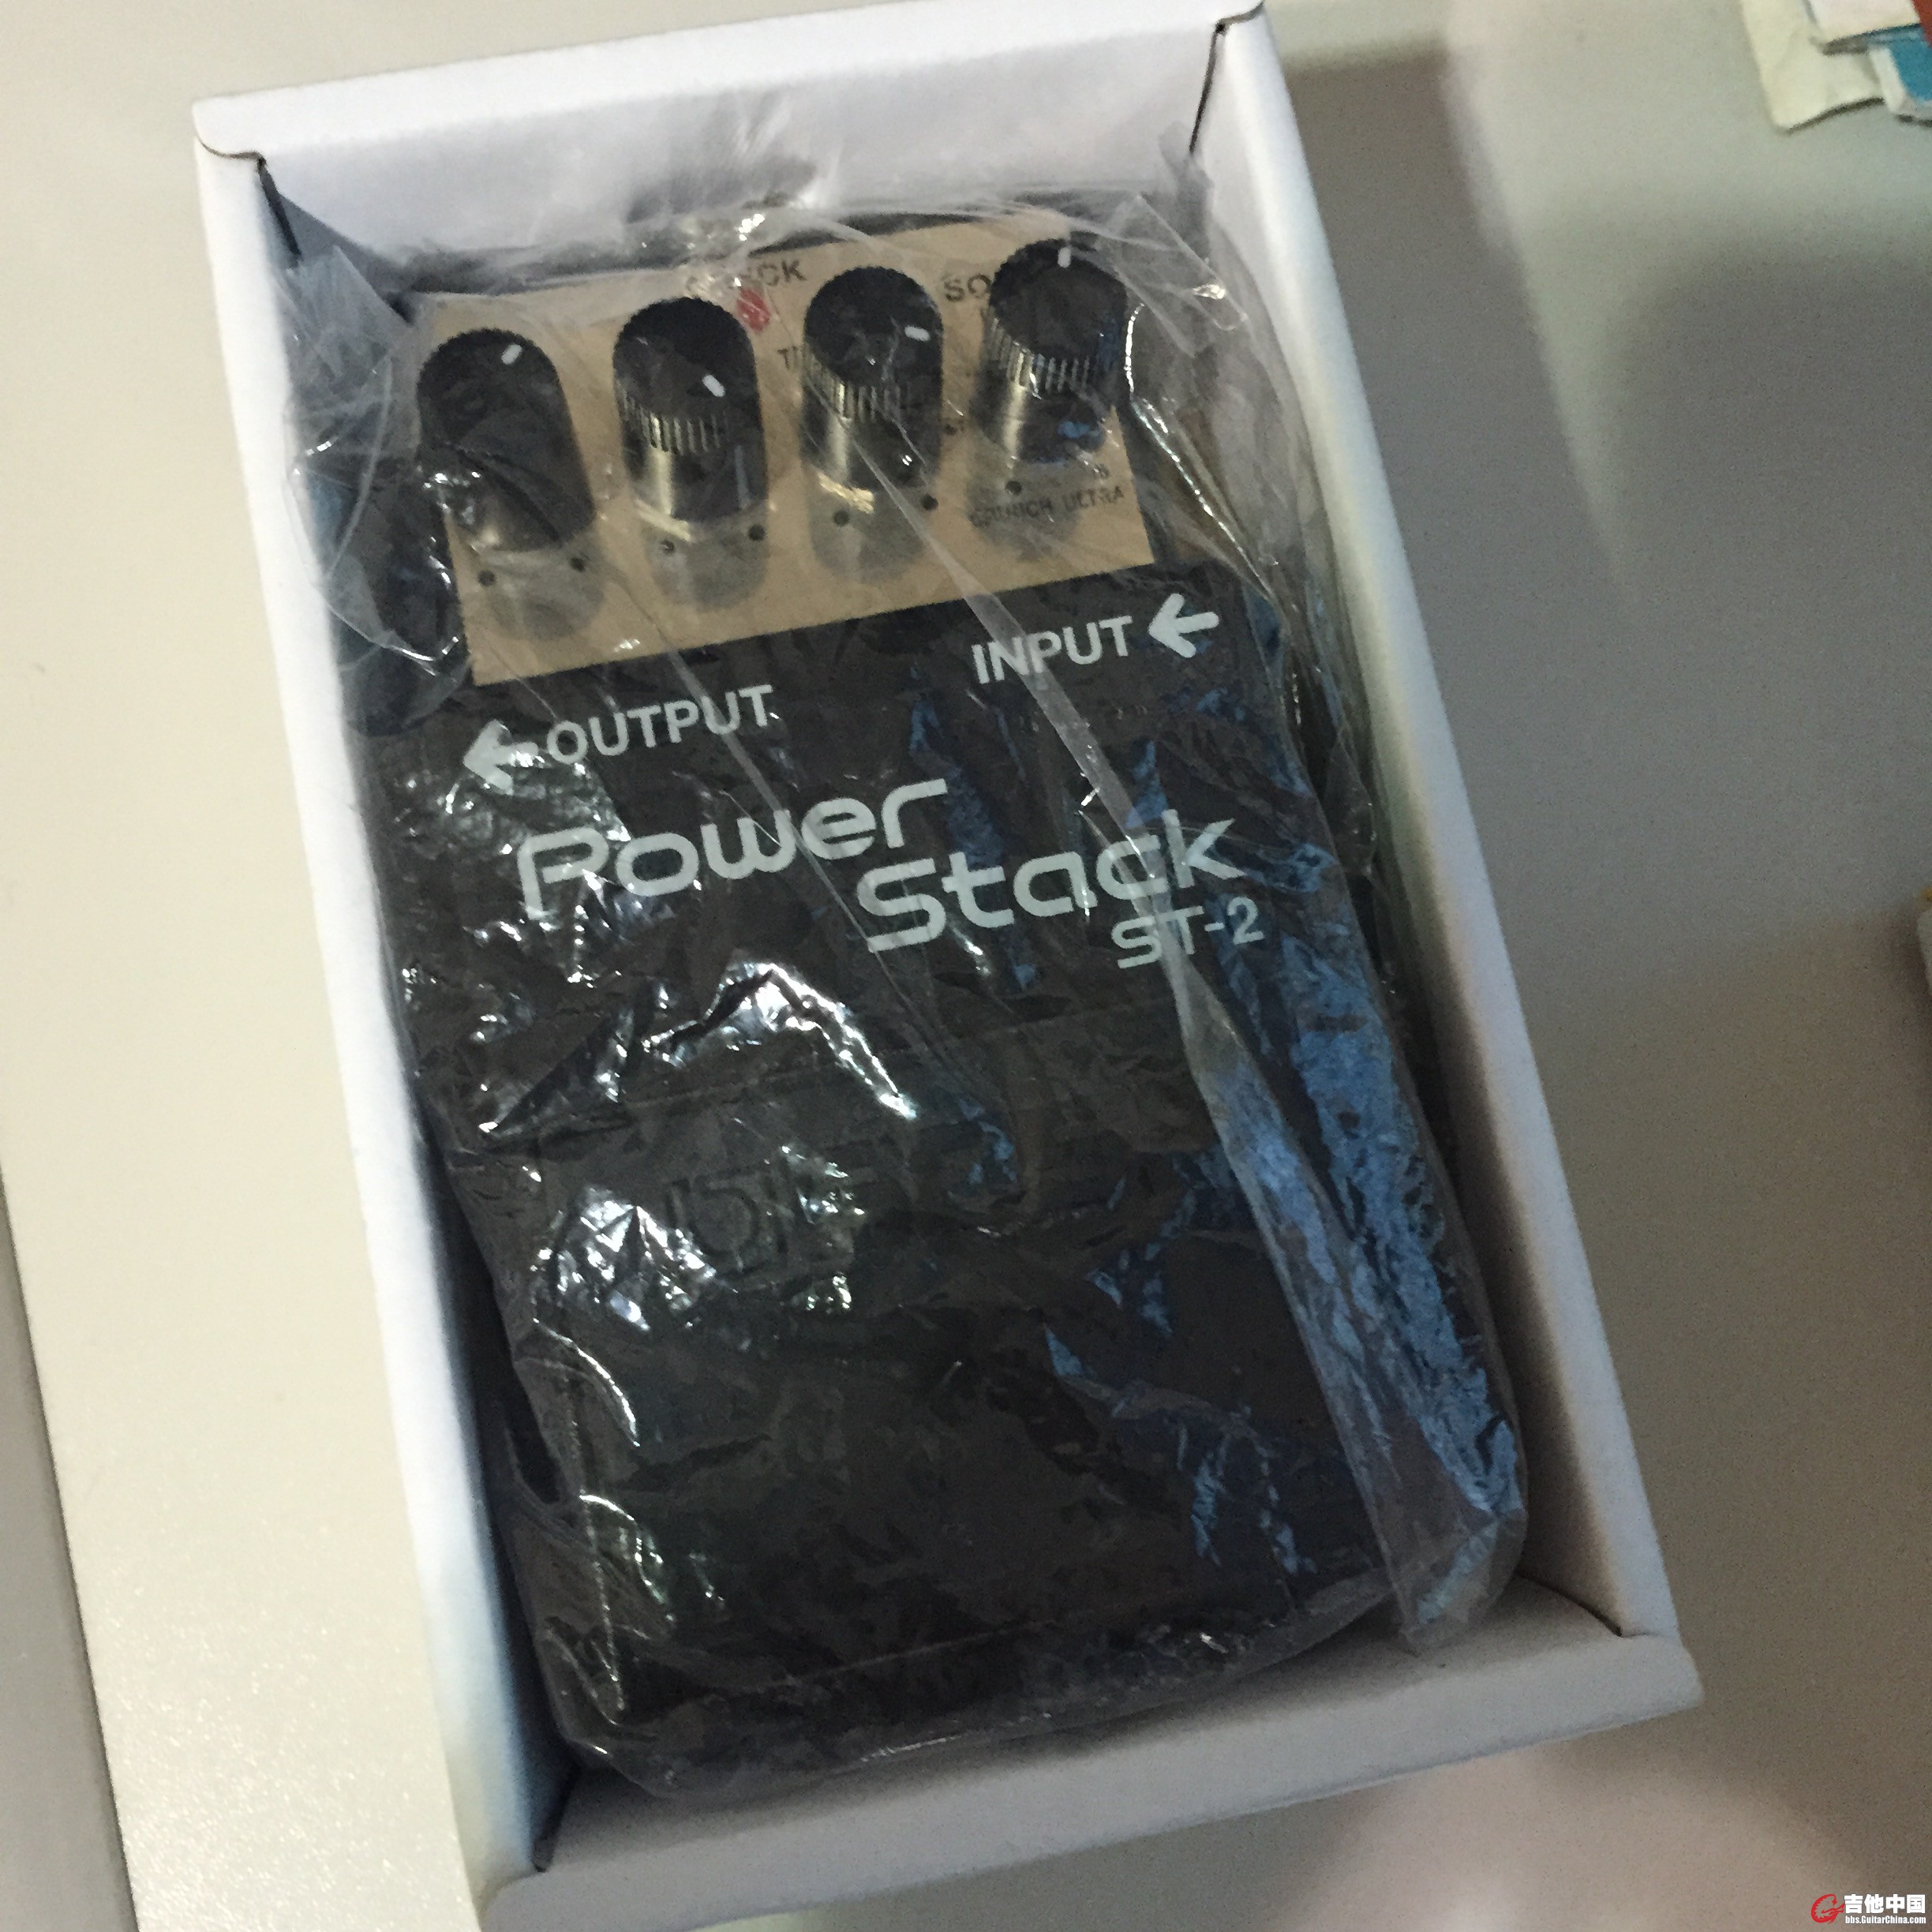 CRUNCH ULTRA
INPUT
OUTPUT
Power
Stack
ST-2
吉他中国
bbs.GuitarChina.com